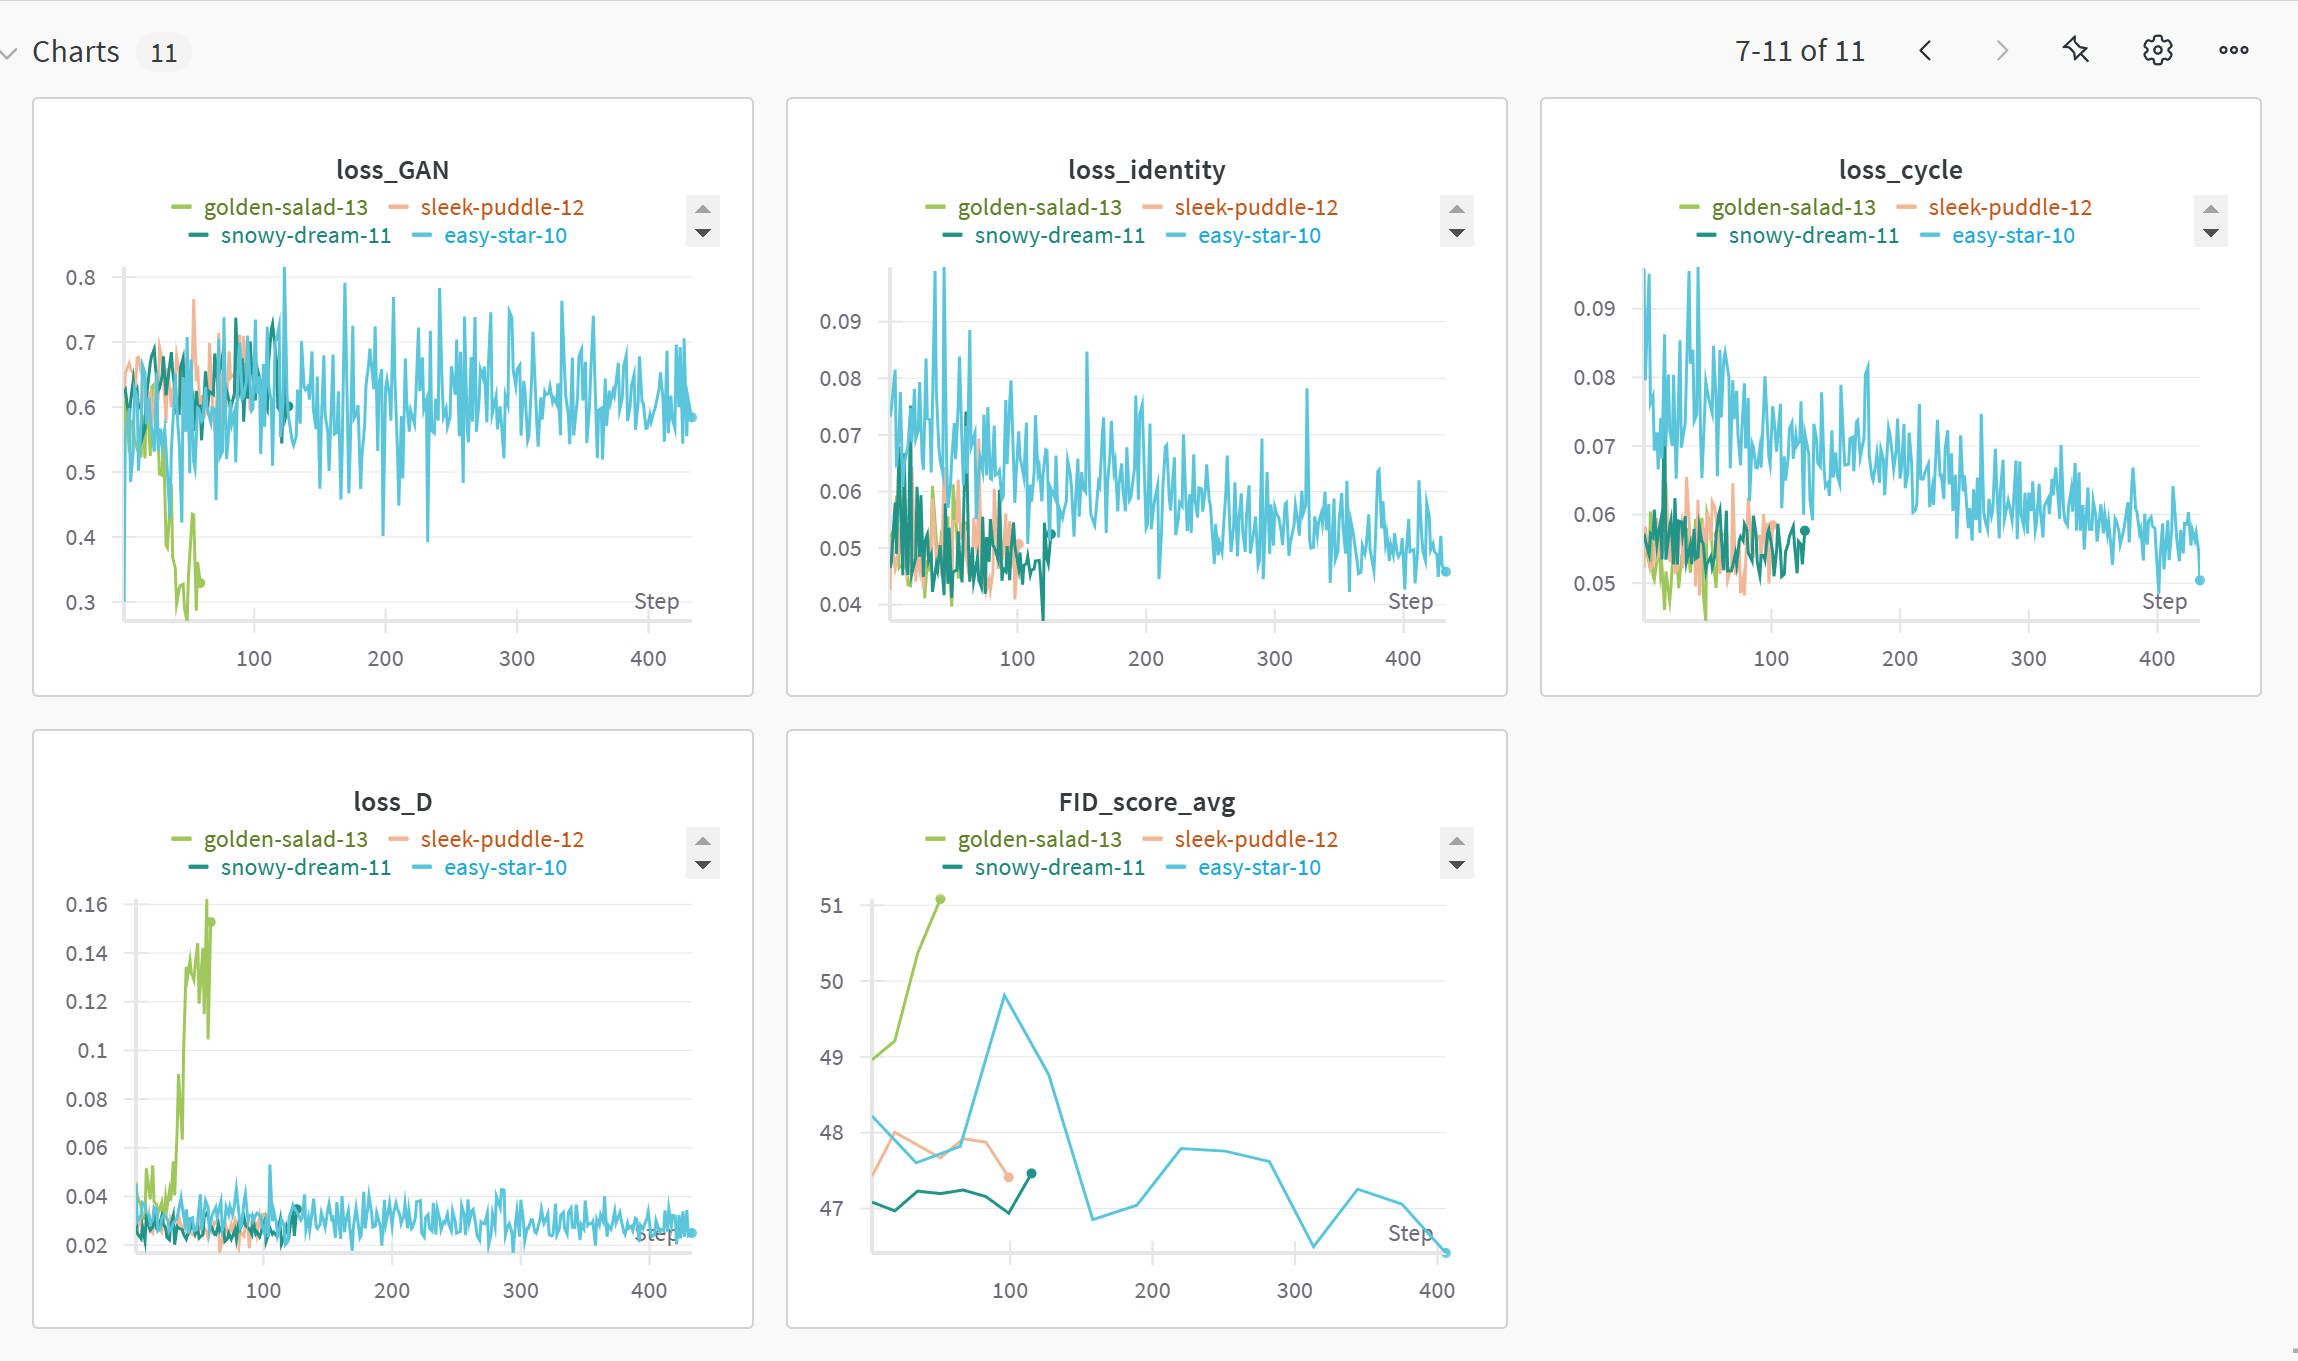 Charts 11
7-11 of 11
loss_GAN
golden-salad-13 sleek-puddle-12
snowy-dream-11 easy-star-10
0.8
0.7
0.6
0.5
0.4
0.3
Step
100 200 300 400
loss_identity
golden-salad-13 sleek-puddle-12
snowy-dream-11 easy-star-10
0.09
0.08
0.07
0.06
0.05
0.04
Step
100 200 300 400
loss_cycle
golden-salad-13 sleek-puddle-12
snowy-dream-11 easy-star-10
0.09
0.08
0.07
0.06
0.05
Step
100 200 300 400
loss_D
golden-salad-13 sleek-puddle-12
snowy-dream-11 easy-star-10
0.16
0.14
0.12
0.1
0.08
0.06
0.04
0.02
Step
100 200 300 400
FID_score_avg
golden-salad-13 sleek-puddle-12
snowy-dream-11 easy-star-10
51
50
49
48
47
Step
100 200 300 400